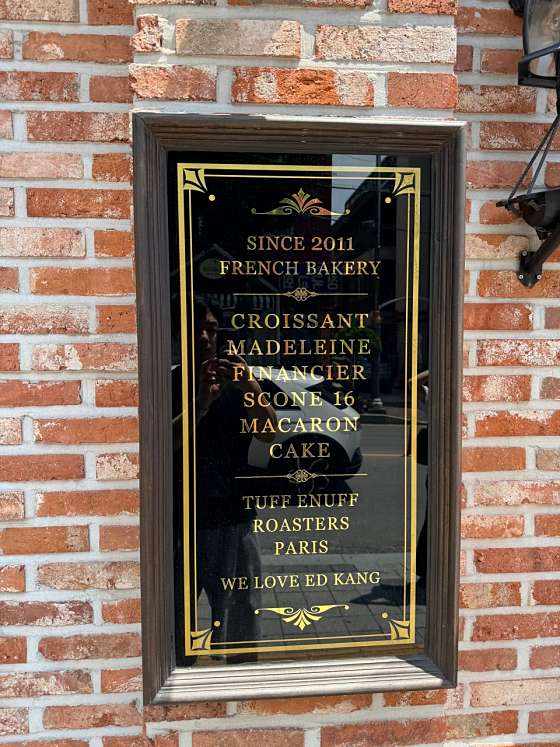 SINCE 2011
FRENCH BAKERY
CROISSANT
MADELEINE
FINANCIER
SCONE 16
MACARON
CAKE
TUFF ENUFF
ROASTERS
PARIS
WE LOVE ED KANG